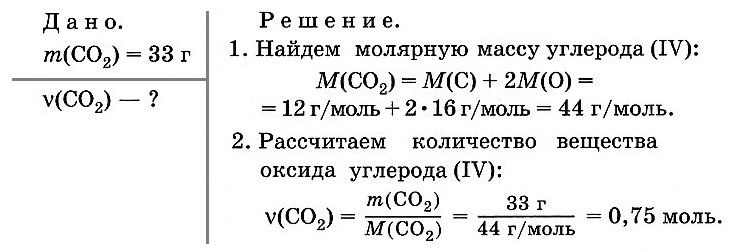 Дано.
m(CO₂) = 33 г
ν(CO₂) — ?
Решение.
1. Найдем молярную массу углерода (IV):
M(CO₂) = M(C) + 2M(O) =
= 12 г/моль + 2 · 16 г/моль = 44 г/моль.
2. Рассчитаем количество вещества
оксида углерода (IV):
ν(CO₂) = m(CO₂)/M(CO₂) = 33 г/44 г/моль = 0,75 моль.